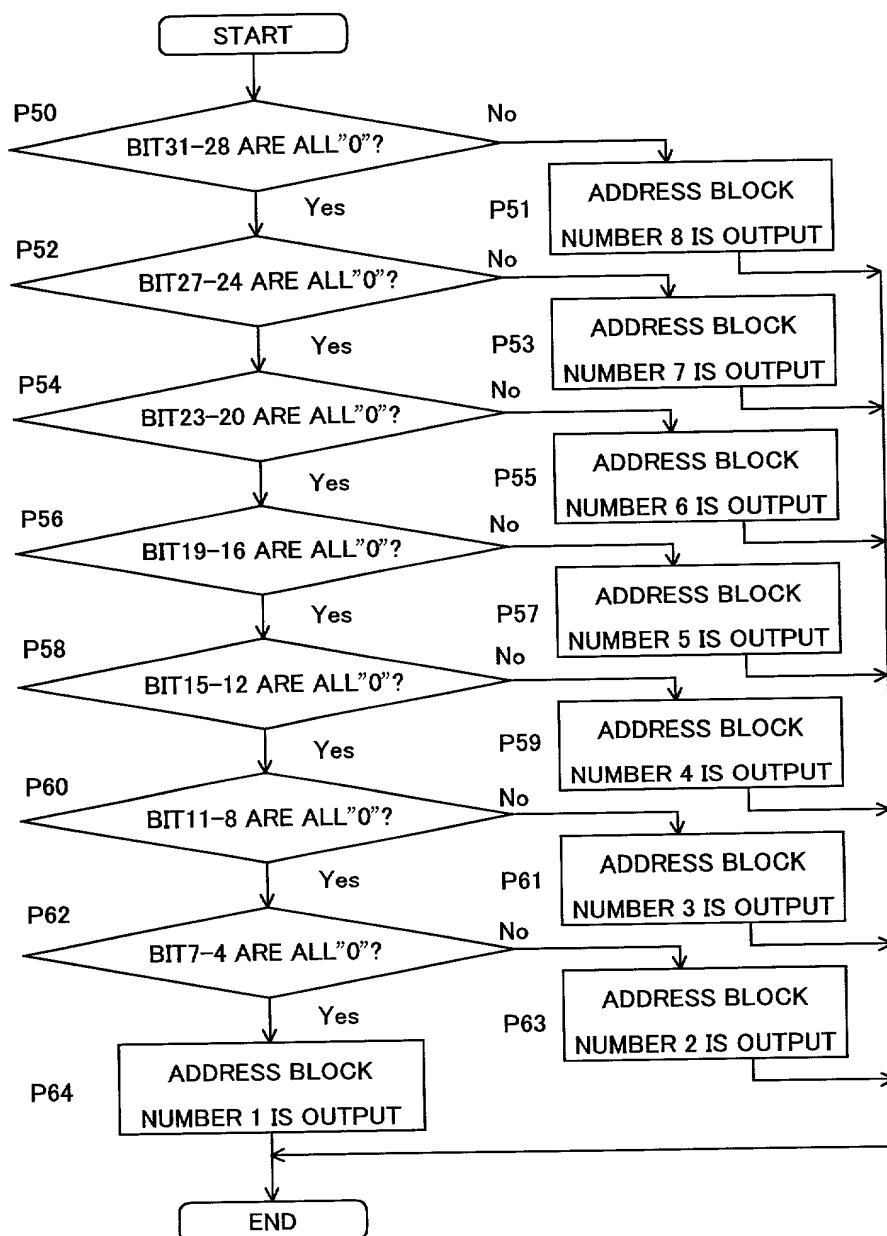 START
P50
No
BIT31-28 ARE ALL"0"?
Yes
P51
ADDRESS BLOCK
NUMBER 8 IS OUTPUT
P52
No
BIT27-24 ARE ALL"0"?
Yes
P53
ADDRESS BLOCK
NUMBER 7 IS OUTPUT
P54
No
BIT23-20 ARE ALL"0"?
Yes
P55
ADDRESS BLOCK
NUMBER 6 IS OUTPUT
P56
No
BIT19-16 ARE ALL"0"?
Yes
P57
ADDRESS BLOCK
NUMBER 5 IS OUTPUT
P58
No
BIT15-12 ARE ALL"0"?
Yes
P59
ADDRESS BLOCK
NUMBER 4 IS OUTPUT
P60
No
BIT11-8 ARE ALL"0"?
Yes
P61
ADDRESS BLOCK
NUMBER 3 IS OUTPUT
P62
No
BIT7-4 ARE ALL"0"?
Yes
P63
ADDRESS BLOCK
NUMBER 2 IS OUTPUT
P64
ADDRESS BLOCK
NUMBER 1 IS OUTPUT
END